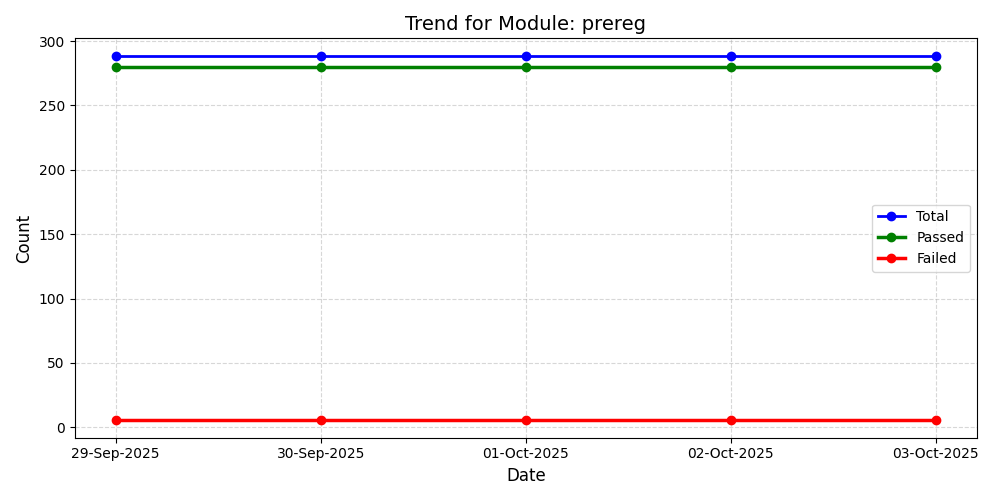 Trend for Module: prereg
300
250
200
150
100
50
0
Count
Total
Passed
Failed
29-Sep-2025
30-Sep-2025
01-Oct-2025
02-Oct-2025
03-Oct-2025
Date